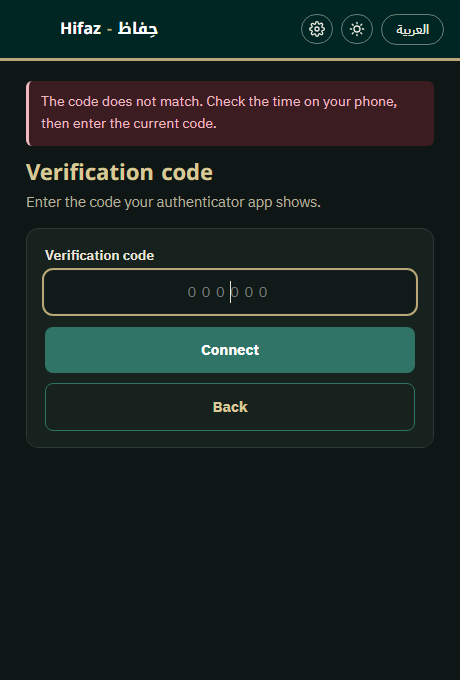 Hifaz - حِفاظ
العربية
The code does not match. Check the time on your phone,
then enter the current code.
Verification code
Enter the code your authenticator app shows.
Verification code
000000
Connect
Back